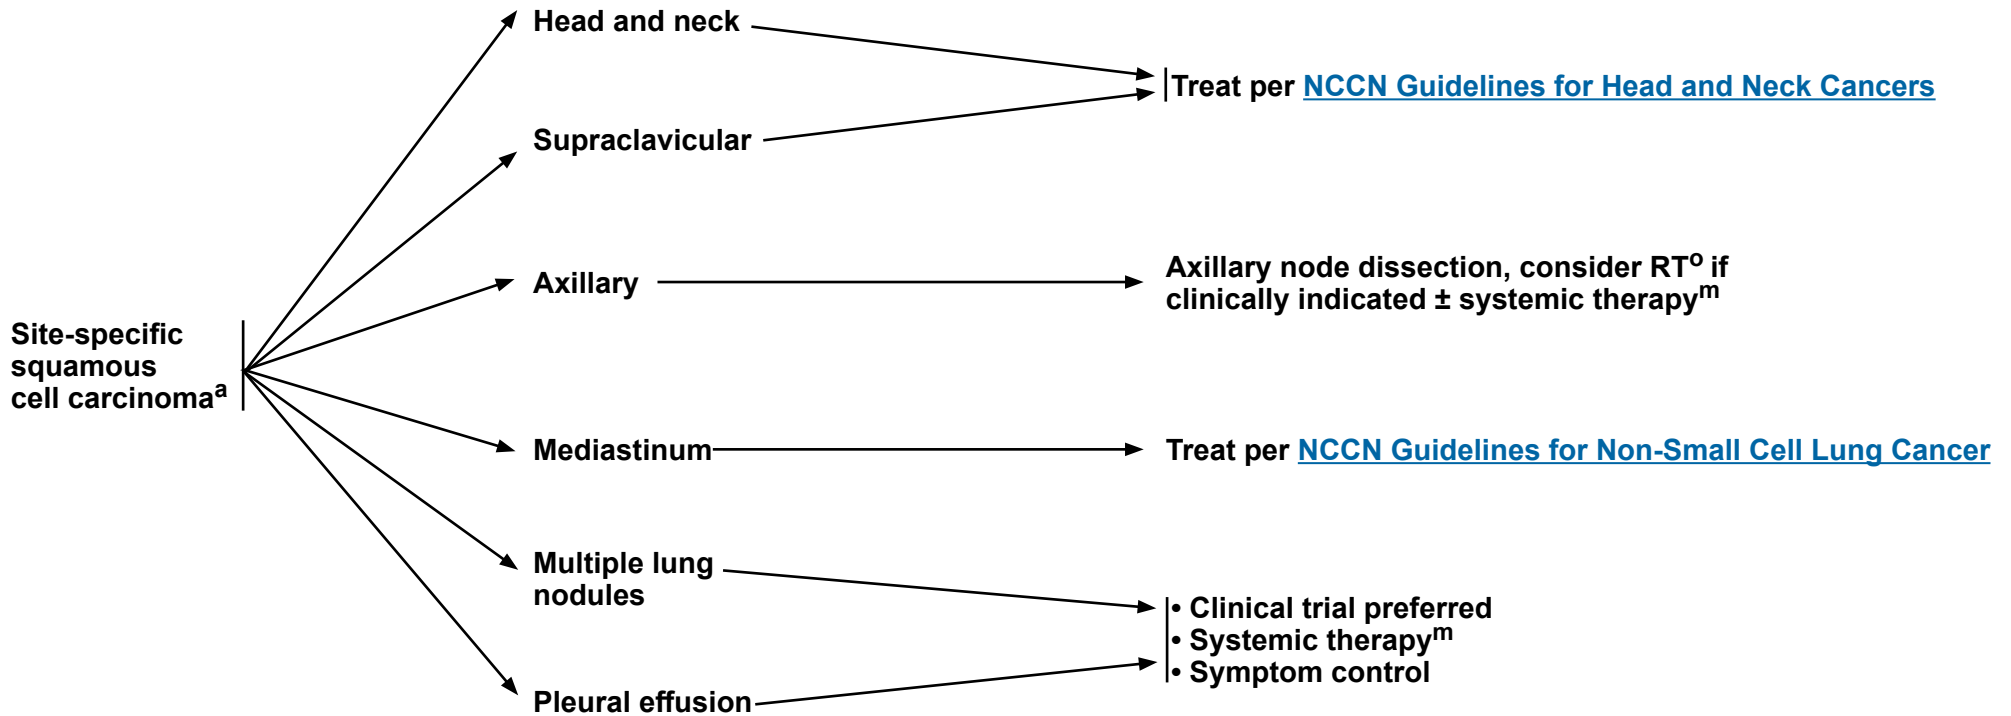 Head and neck
Treat per NCCN Guidelines for Head and Neck Cancers
Supraclavicular
Axillary
Axillary node dissection, consider RTº if
clinically indicated ± systemic therapyᵐ
Site-specific
squamous
cell carcinomaᵃ
Mediastinum
Treat per NCCN Guidelines for Non-Small Cell Lung Cancer
Multiple lung
nodules
• Clinical trial preferred
• Systemic therapyᵐ
• Symptom control
Pleural effusion